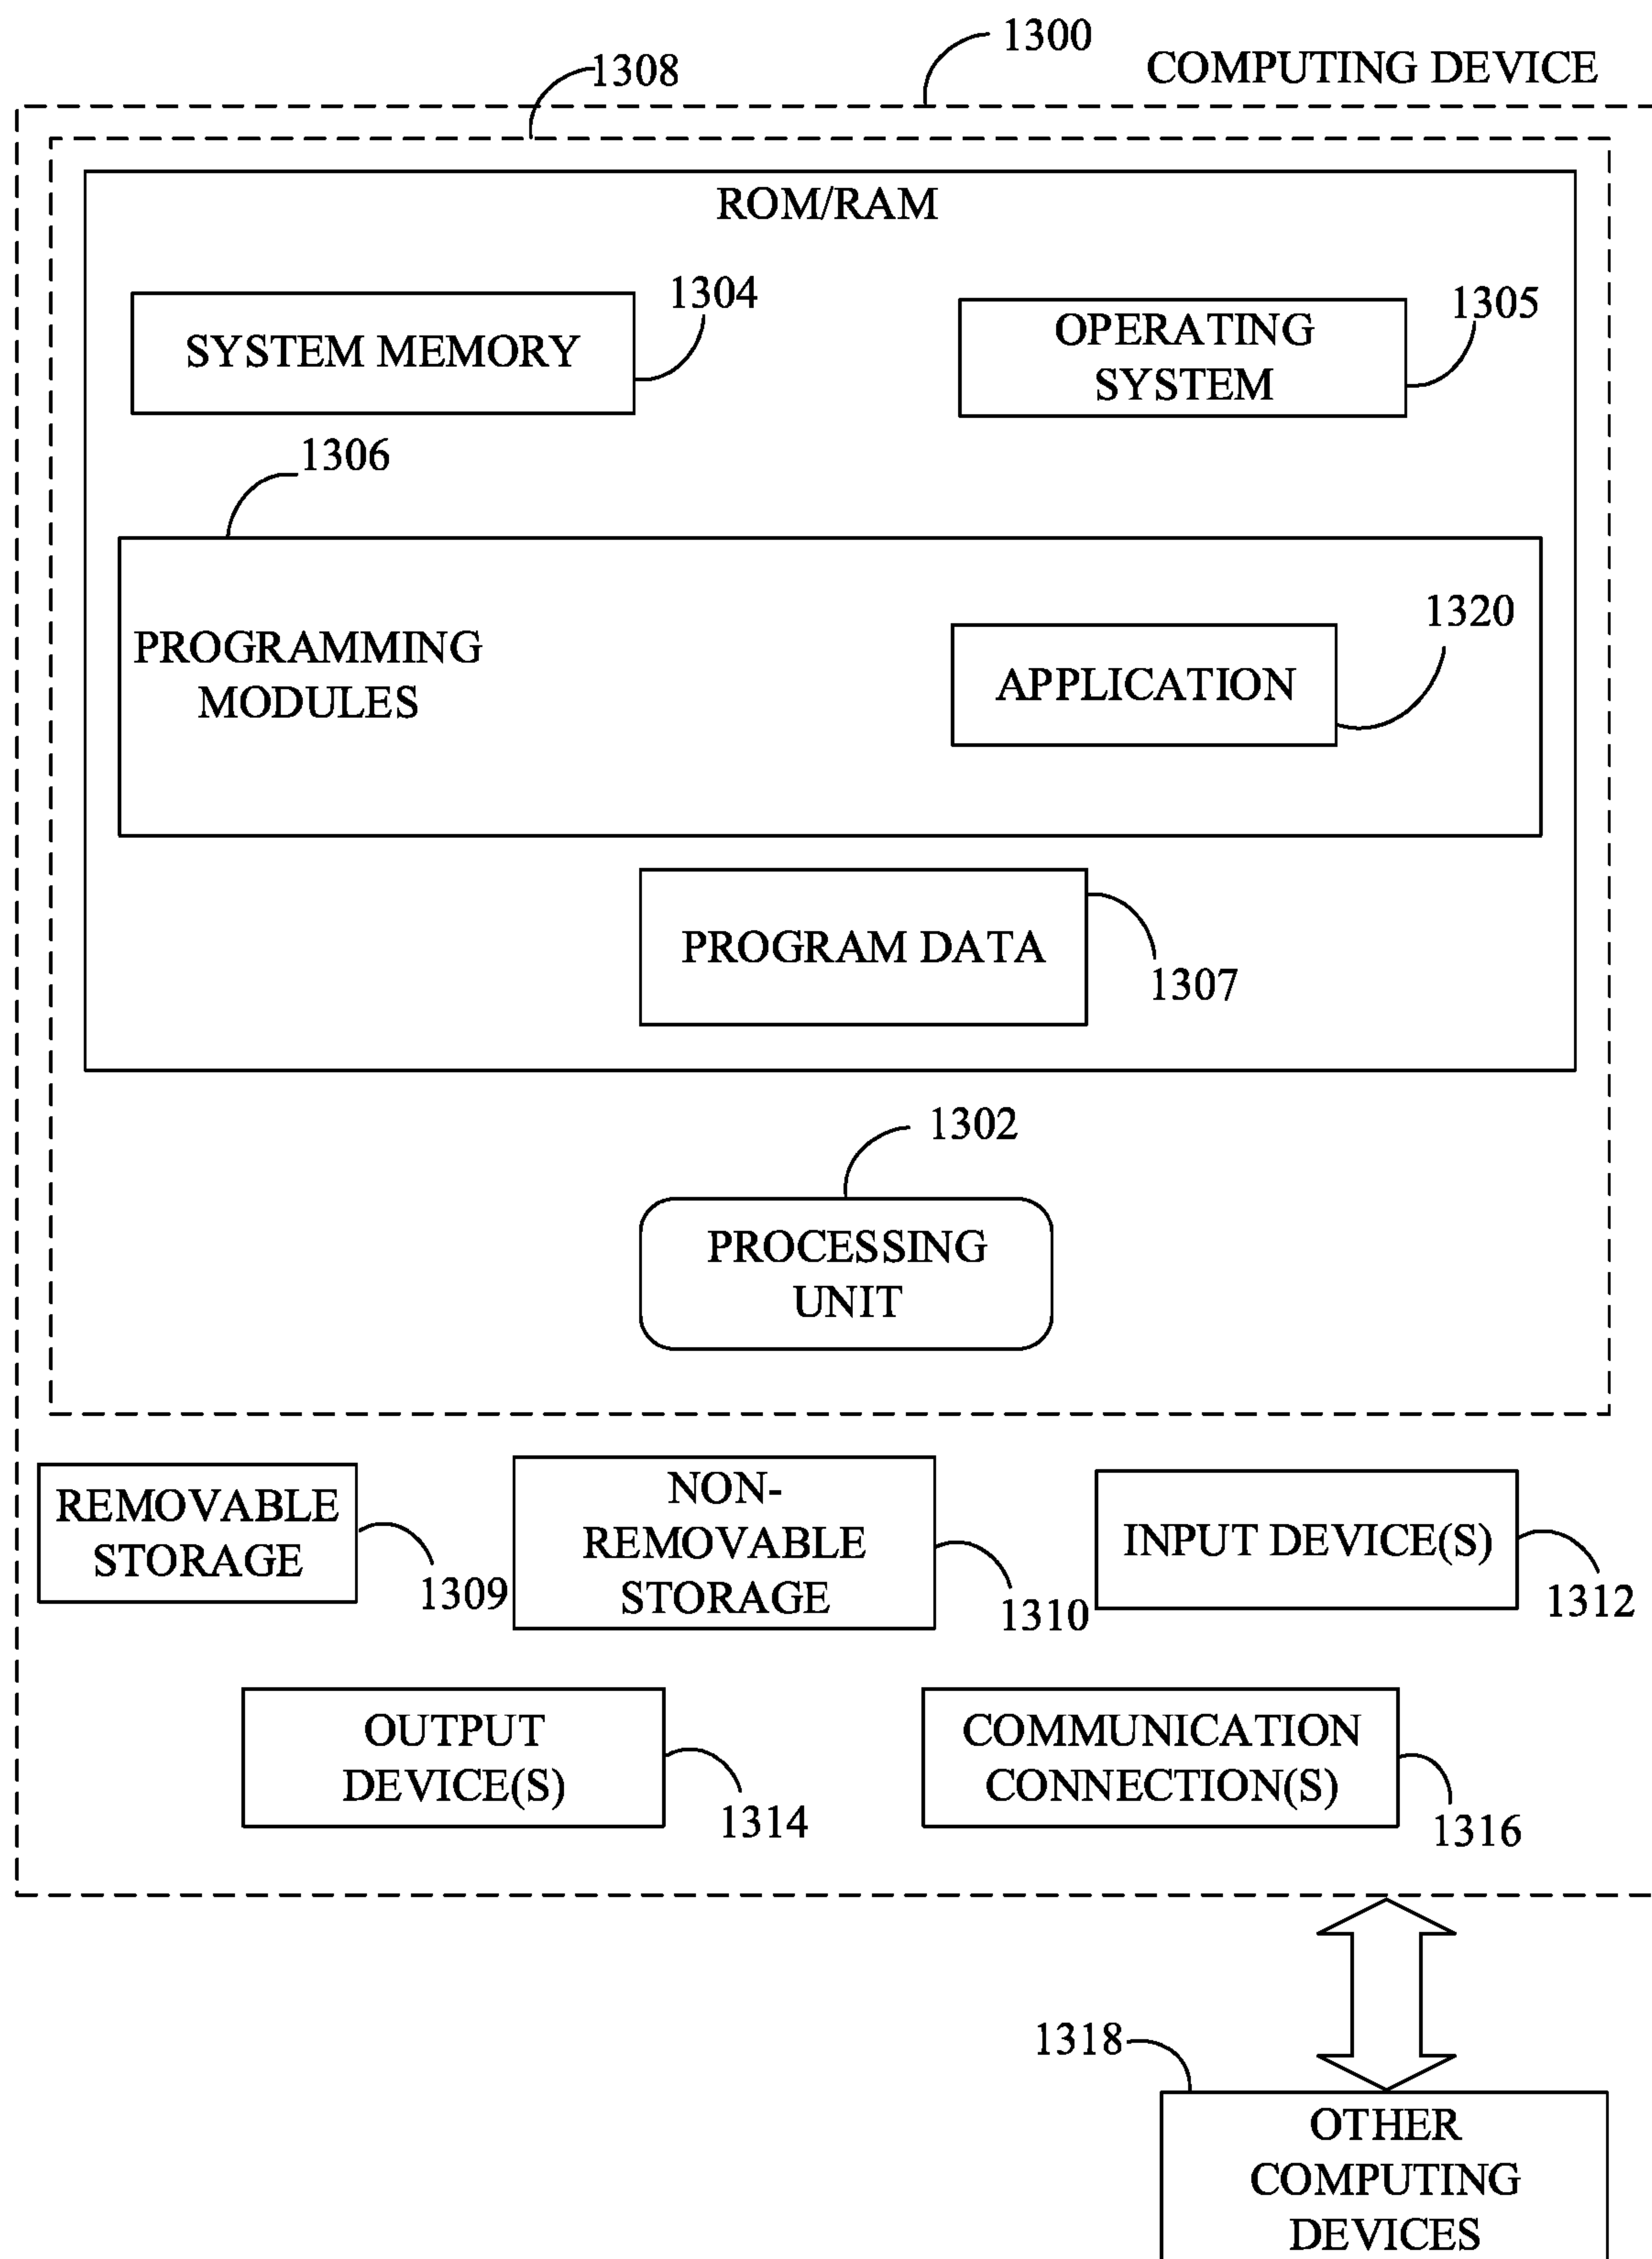 1300
COMPUTING DEVICE
1308
ROM/RAM
1304
SYSTEM MEMORY
1305
OPERATING
SYSTEM
1306
PROGRAMMING
MODULES
1320
APPLICATION
PROGRAM DATA
1307
1302
PROCESSING
UNIT
REMOVABLE
STORAGE
1309
NON-
REMOVABLE
STORAGE
1310
INPUT DEVICE(S)
1312
OUTPUT
DEVICE(S)
1314
COMMUNICATION
CONNECTION(S)
1316
1318
OTHER
COMPUTING
DEVICES